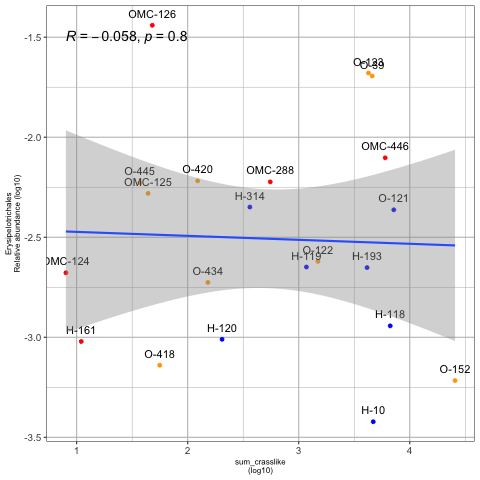 OMC-126
R = −0.058, p = 0.8
-1.5
O-123
O-89
-2.0
OMC-446
O-445
O-420
OMC-288
OMC-125
H-314
O-121
Erysipelotrichales
Relative abundance (log10)
-2.5
O-122
H-119
H-193
OMC-124
O-434
H-118
H-161
H-120
-3.0
O-418
O-152
H-10
-3.5
1
2
3
4
sum_crasslike
(log10)